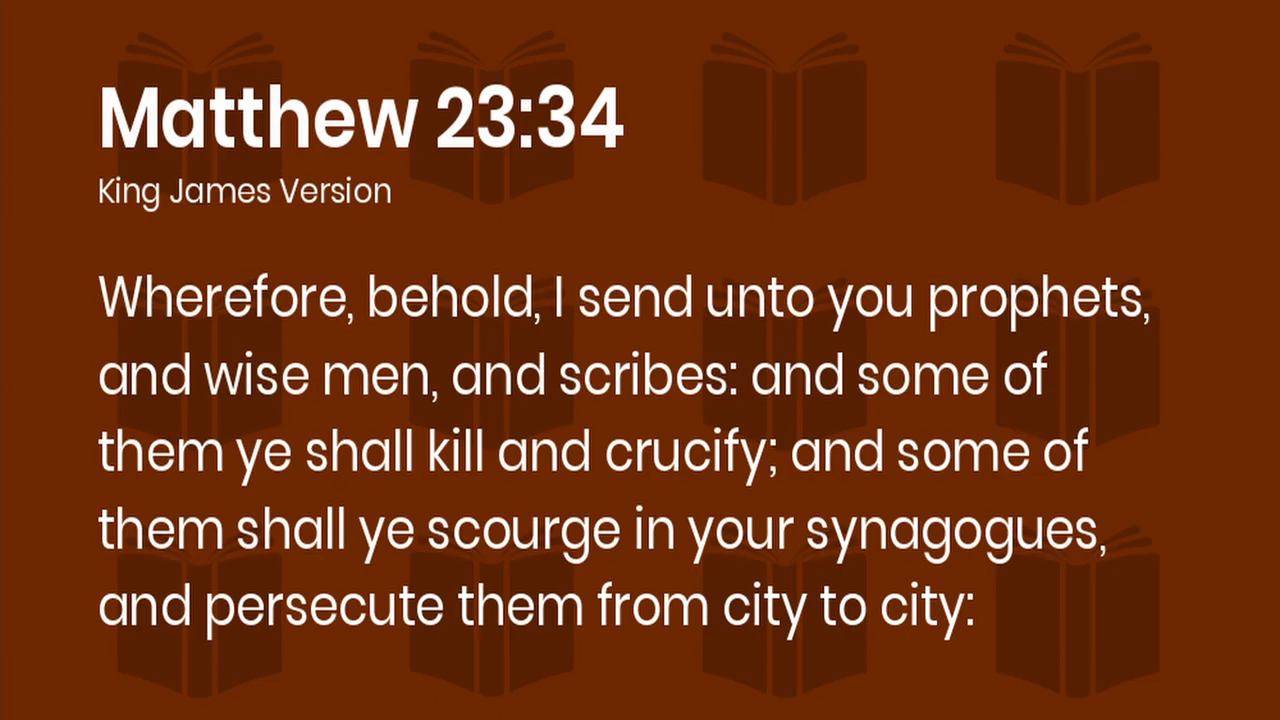 Matthew 23:34
King James Version
Wherefore, behold, I send unto you prophets,
and wise men, and scribes: and some of
them ye shall kill and crucify; and some of
them shall ye scourge in your synagogues,
and persecute them from city to city: